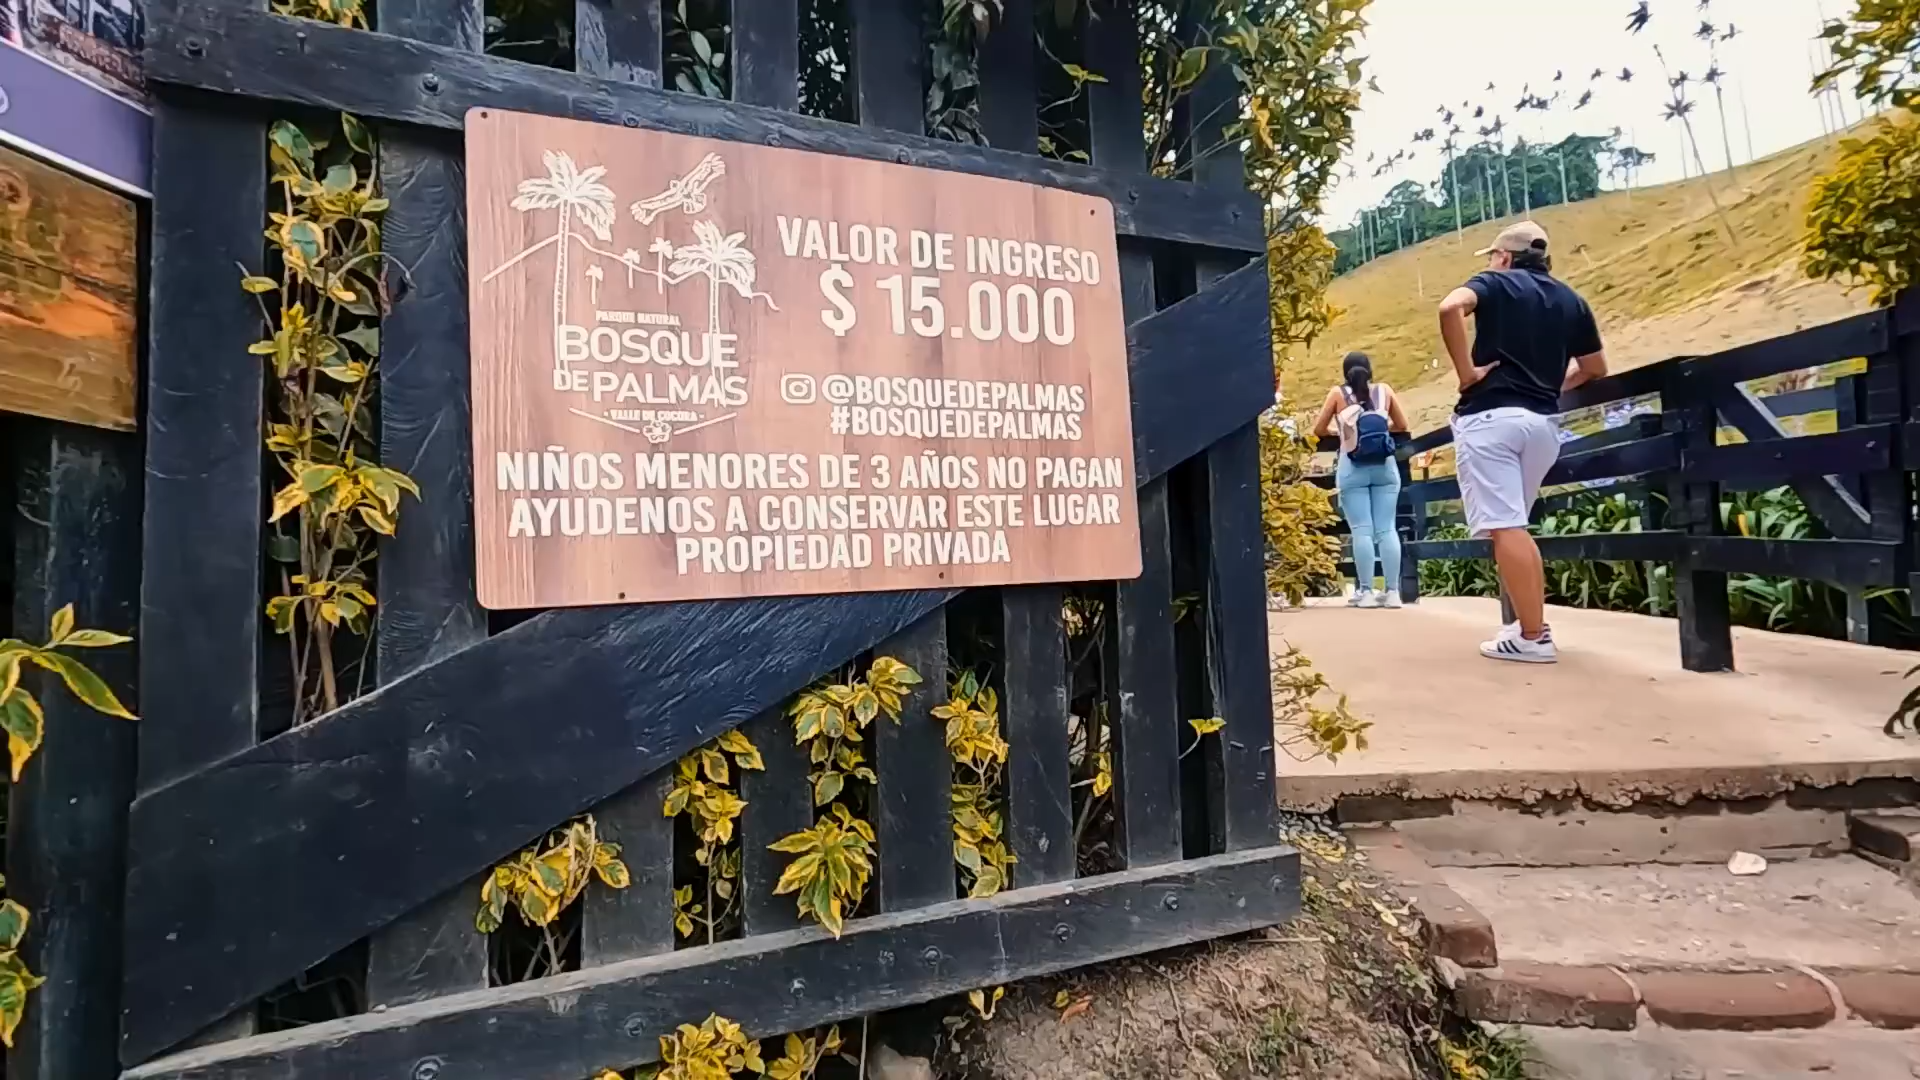 VALOR DE INGRESO
$ 15.000
PARQUE NATURAL
BOSQUE
DE PALMAS
- VALLE DE COCORA -
@BOSQUEDEPALMAS
#BOSQUEDEPALMAS
NIÑOS MENORES DE 3 AÑOS NO PAGAN
AYUDENOS A CONSERVAR ESTE LUGAR
PROPIEDAD PRIVADA